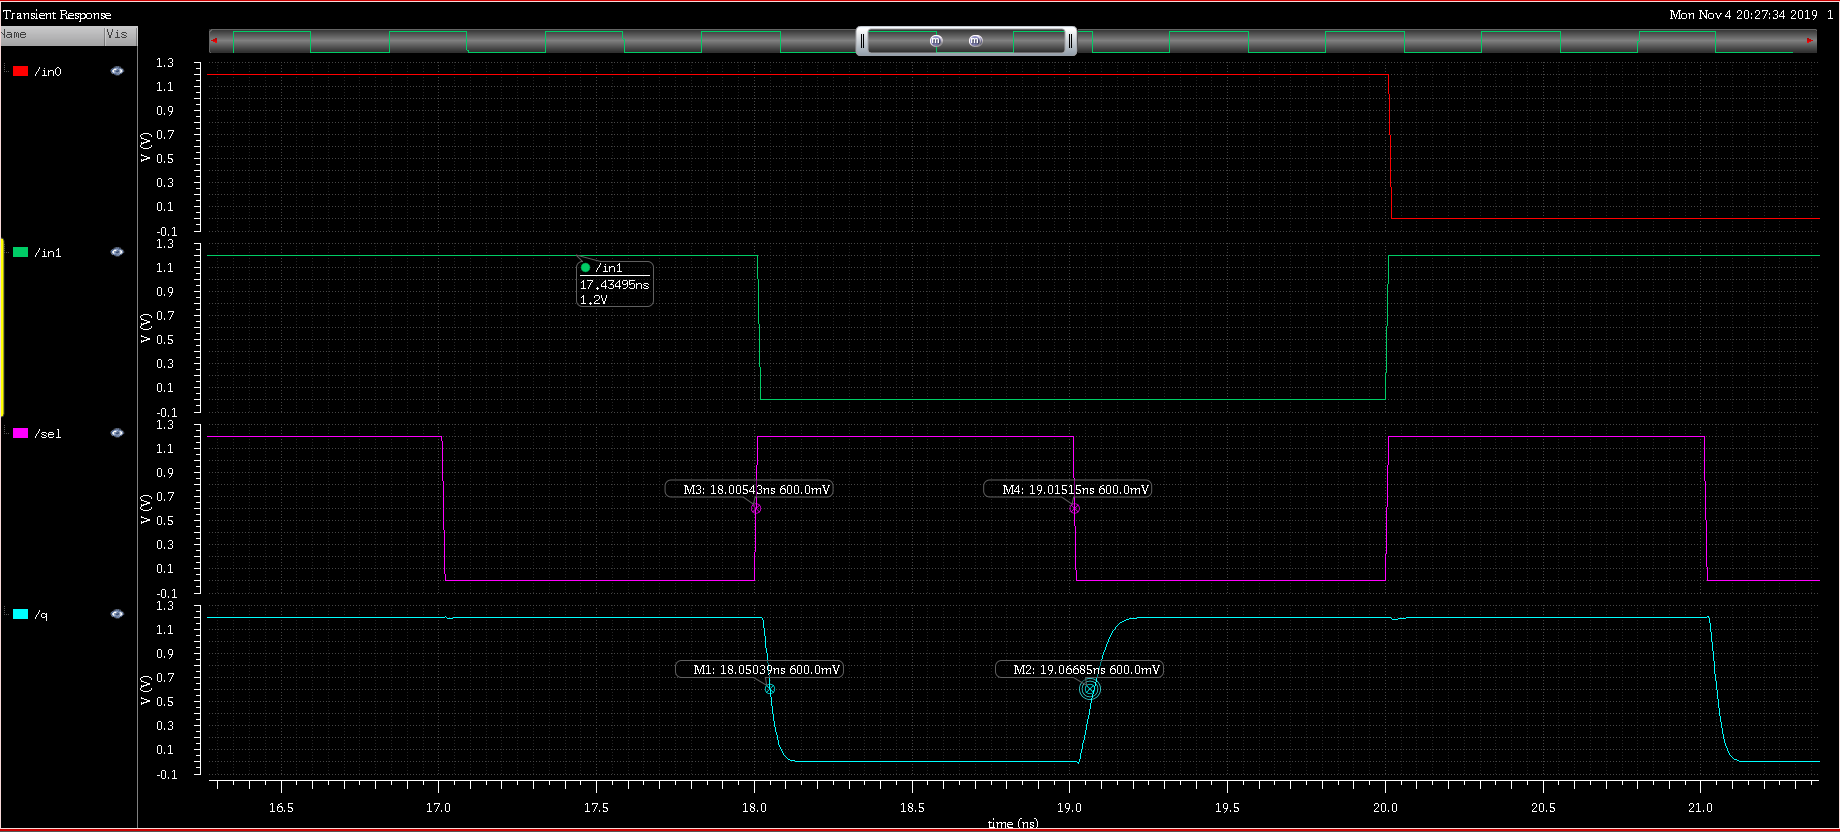 Transient Response
Mon Nov 4 20:27:34 2019 1
Name Vis
m m
/in0
1.3
1.1
0.9
0.7
0.5
0.3
0.1
-0.1
V (V)
/in1
1.3
1.1
0.9
0.7
0.5
0.3
0.1
-0.1
V (V)
/in1
17.43495ns
1.2V
/sel
1.3
1.1
0.9
0.7
0.5
0.3
0.1
-0.1
V (V)
M3: 18.00543ns 600.0mV
M4: 19.01515ns 600.0mV
/q
1.3
1.1
0.9
0.7
0.5
0.3
0.1
-0.1
V (V)
M1: 18.05039ns 600.0mV
M2: 19.06685ns 600.0mV
16.5 17.0 17.5 18.0 18.5 19.0 19.5 20.0 20.5 21.0
time (ns)